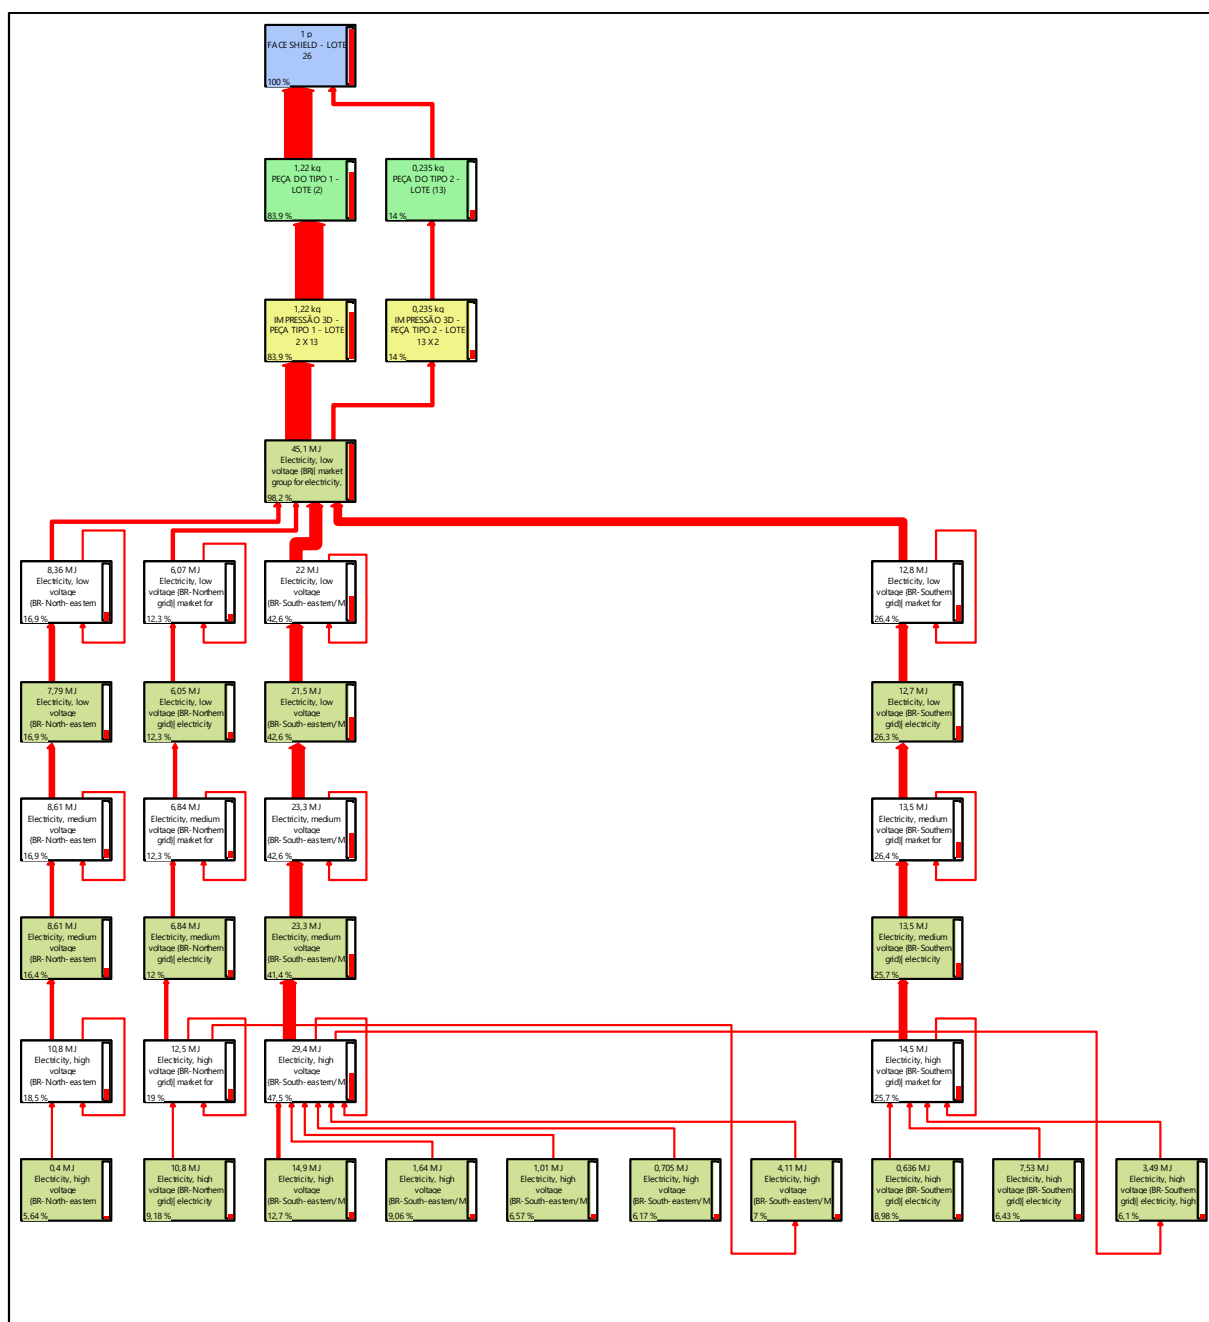 1 p
FACE SHIELD - LOTE
26
100 %
1,22 kg
PEÇA DO TIPO 1 -
LOTE (2)
83,9 %
0,235 kg
PEÇA DO TIPO 2 -
LOTE (13)
14 %
1,22 kg
IMPRESSÃO 3D -
PEÇA TIPO 1 - LOTE
2 X 13
83,9 %
0,235 kg
IMPRESSÃO 3D -
PEÇA TIPO 2 - LOTE
13 X 2
14 %
45,1 MJ
Electricity, low
voltage {BR}| market
group for electricity,
98,2 %
8,36 MJ
Electricity, low
voltage
{BR-North-eastern
16,9 %
6,07 MJ
Electricity, low
voltage {BR-Northern
grid}| market for
12,3 %
22 MJ
Electricity, low
voltage
{BR-South-eastern/M
42,6 %
12,8 MJ
Electricity, low
voltage {BR-Southern
grid}| market for
26,4 %
7,79 MJ
Electricity, low
voltage
{BR-North-eastern
16,9 %
6,05 MJ
Electricity, low
voltage {BR-Northern
grid}| electricity
12,3 %
21,5 MJ
Electricity, low
voltage
{BR-South-eastern/M
42,6 %
12,7 MJ
Electricity, low
voltage {BR-Southern
grid}| electricity
26,3 %
8,61 MJ
Electricity, medium
voltage
{BR-North-eastern
16,9 %
6,84 MJ
Electricity, medium
voltage {BR-Northern
grid}| market for
12,3 %
23,3 MJ
Electricity, medium
voltage
{BR-South-eastern/M
42,6 %
13,5 MJ
Electricity, medium
voltage {BR-Southern
grid}| market for
26,4 %
8,61 MJ
Electricity, medium
voltage
{BR-North-eastern
16,4 %
6,84 MJ
Electricity, medium
voltage {BR-Northern
grid}| electricity
12 %
23,3 MJ
Electricity, medium
voltage
{BR-South-eastern/M
41,4 %
13,5 MJ
Electricity, medium
voltage {BR-Southern
grid}| electricity
25,7 %
10,8 MJ
Electricity, high
voltage
{BR-North-eastern
18,5 %
12,5 MJ
Electricity, high
voltage {BR-Northern
grid}| market for
19 %
29,4 MJ
Electricity, high
voltage
{BR-South-eastern/M
47,5 %
14,5 MJ
Electricity, high
voltage {BR-Southern
grid}| market for
25,7 %
0,4 MJ
Electricity, high
voltage
{BR-North-eastern
5,64 %
10,8 MJ
Electricity, high
voltage {BR-Northern
grid}| electricity
9,18 %
14,9 MJ
Electricity, high
voltage
{BR-South-eastern/M
12,7 %
1,64 MJ
Electricity, high
voltage
{BR-South-eastern/M
9,06 %
1,01 MJ
Electricity, high
voltage
{BR-South-eastern/M
6,57 %
0,705 MJ
Electricity, high
voltage
{BR-South-eastern/M
6,17 %
4,11 MJ
Electricity, high
voltage
{BR-South-eastern/M
7 %
0,636 MJ
Electricity, high
voltage {BR-Southern
grid}| electricity
8,98 %
7,53 MJ
Electricity, high
voltage {BR-Southern
grid}| electricity
6,43 %
3,49 MJ
Electricity, high
voltage {BR-Southern
grid}| electricity, high
6,1 %